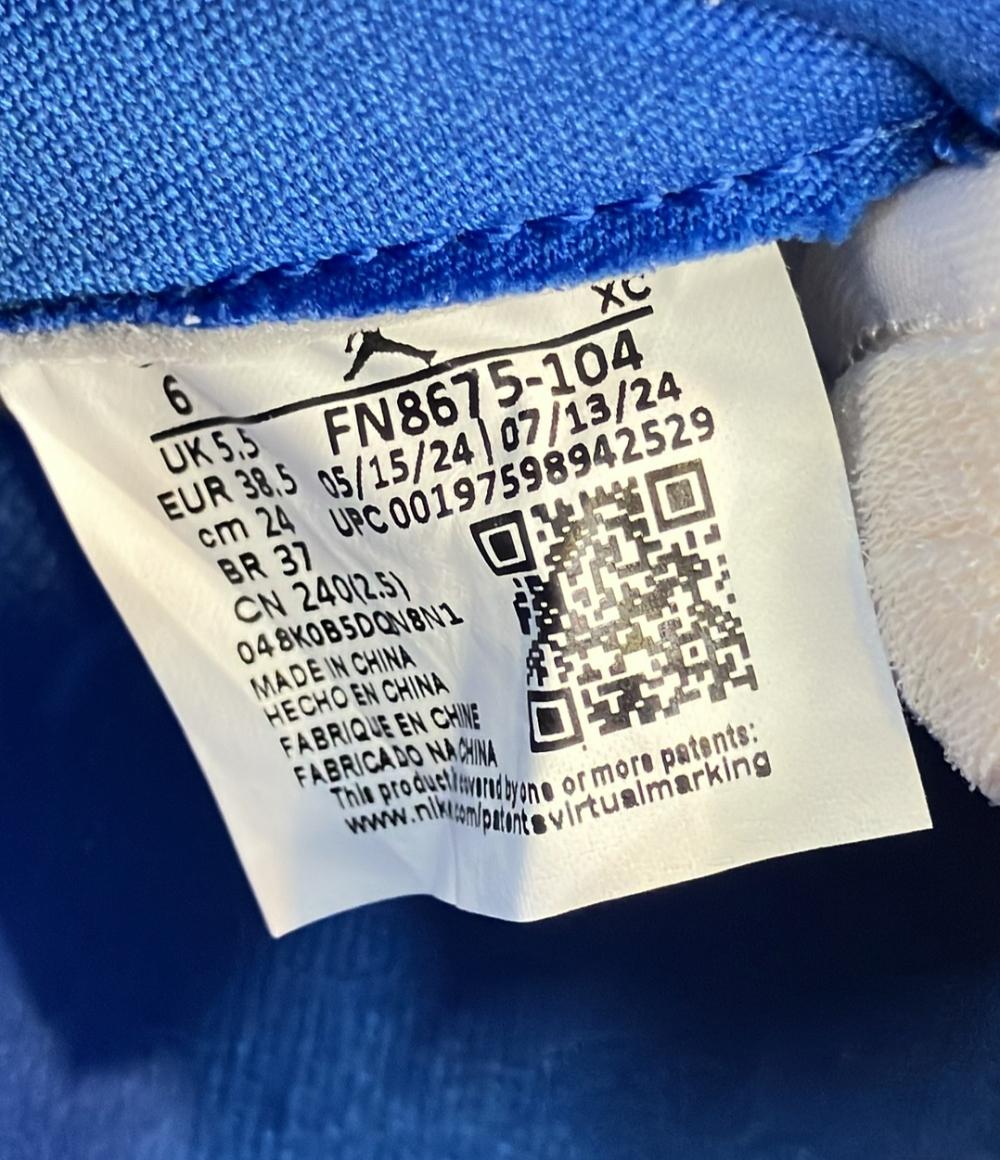 XC
6
FN8675-104
05/15/24 | 07/13/24
UPC 00197598942529
UK 5.5
EUR 38.5
cm 24
BR 37
CN 240(2.5)
048K0B5DQN8N1
MADE IN CHINA
HECHO EN CHINA
FABRIQUE EN CHINE
FABRICADO NA CHINA
This product covered by one or more patents:
www.nike.com/patentsvirtualmarking